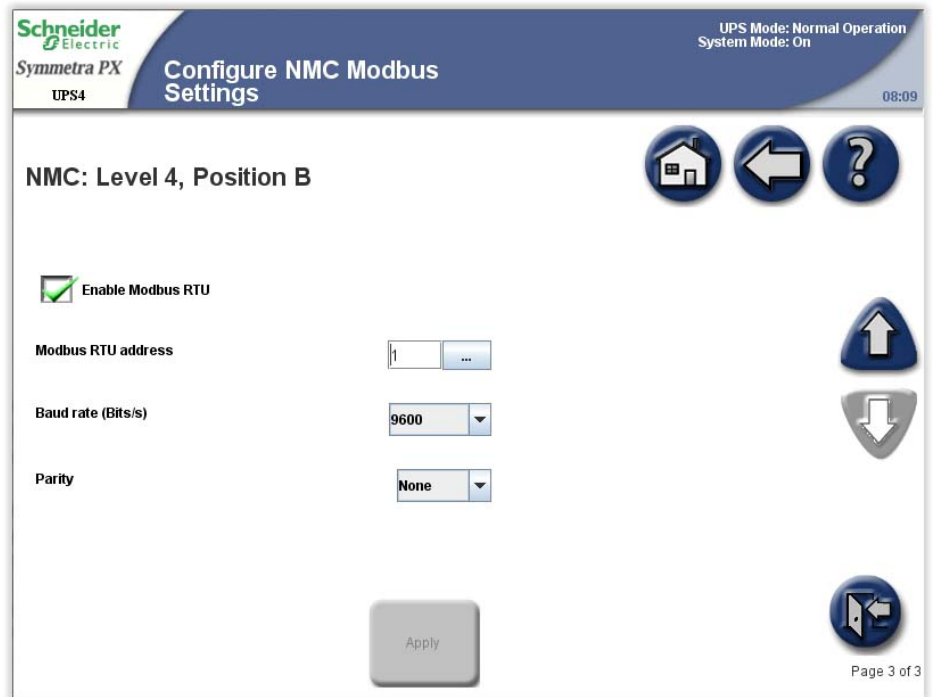 Schneider
Electric
Symmetra PX
UPS4
Configure NMC Modbus
Settings
UPS Mode: Normal Operation
System Mode: On
08:09
NMC: Level 4, Position B
?
Enable Modbus RTU
Modbus RTU address
1
...
Baud rate (Bits/s)
9600
Parity
None
Apply
Page 3 of 3